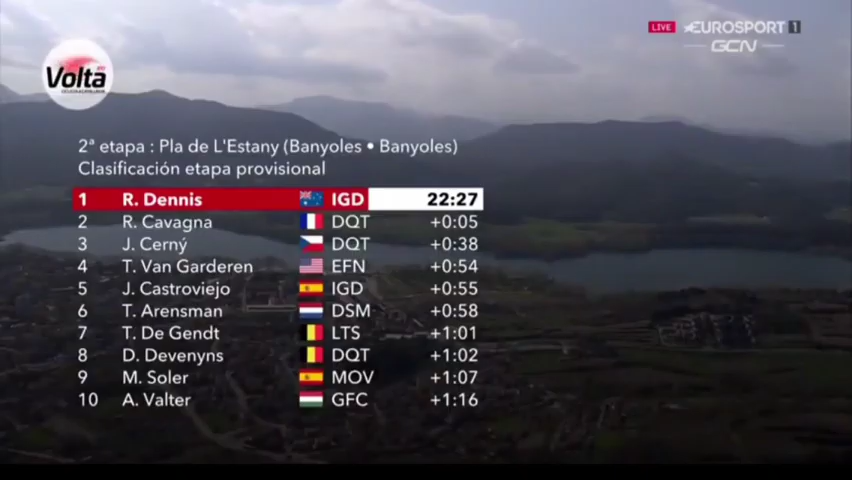 LIVE EUROSPORT 1
GCN
Volta
2ª etapa : Pla de L'Estany (Banyoles • Banyoles)
Clasificación etapa provisional
1 R. Dennis IGD 22:27
2 R. Cavagna DQT +0:05
3 J. Cerný DQT +0:38
4 T. Van Garderen EFN +0:54
5 J. Castroviejo IGD +0:55
6 T. Arensman DSM +0:58
7 T. De Gendt LTS +1:01
8 D. Devenyns DQT +1:02
9 M. Soler MOV +1:07
10 A. Valter GFC +1:16